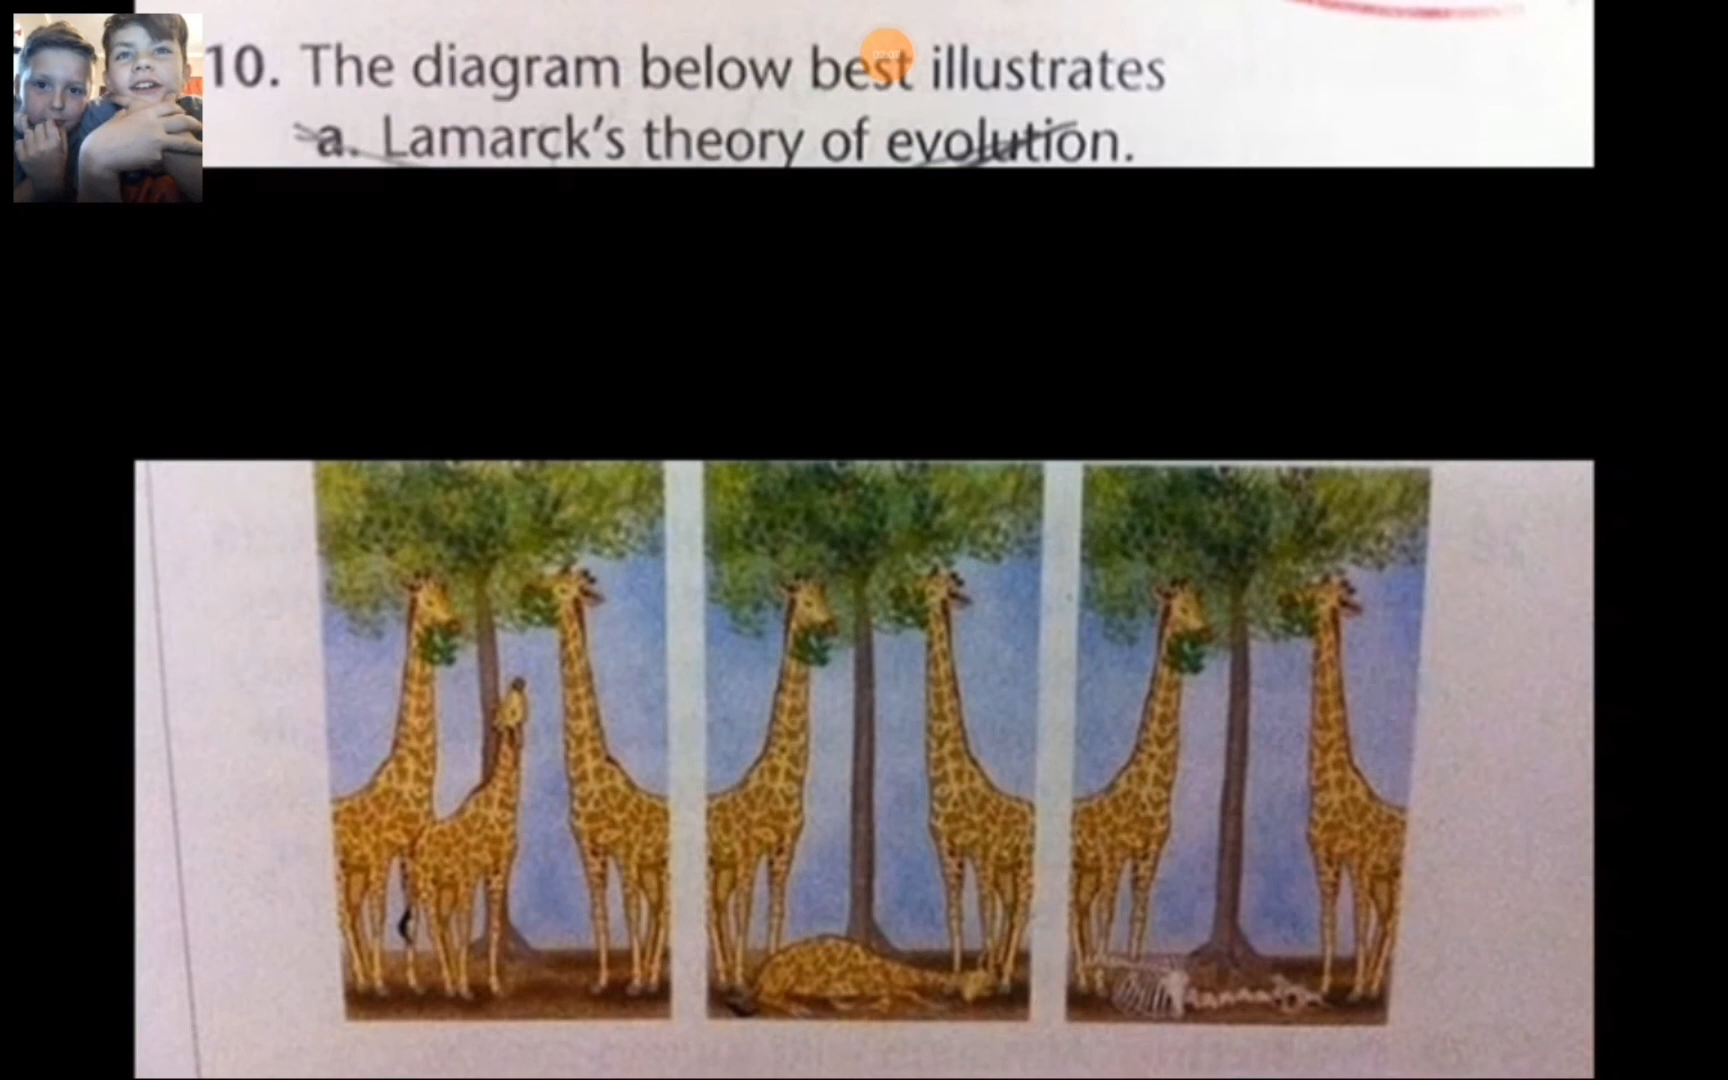 10. The diagram below best illustrates
a. Lamarck's theory of evolution.